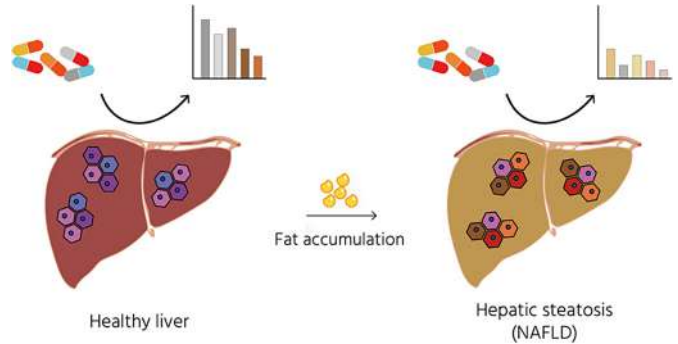 Fat accumulation
Healthy liver
Hepatic steatosis
(NAFLD)